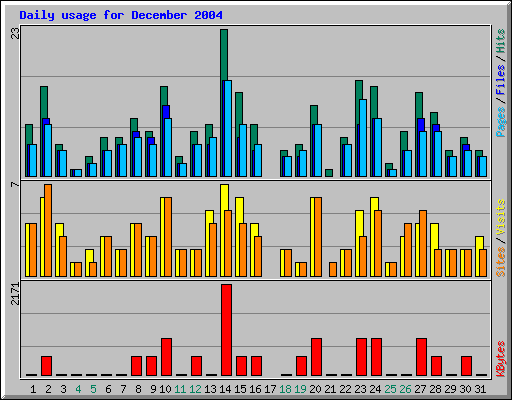 Daily usage for December 2004
23
7
2171
Pages / Files / Hits
Sites / Visits
KBytes
1 2 3 4 5 6 7 8 9 10 11 12 13 14 15 16 17 18 19 20 21 22 23 24 25 26 27 28 29 30 31